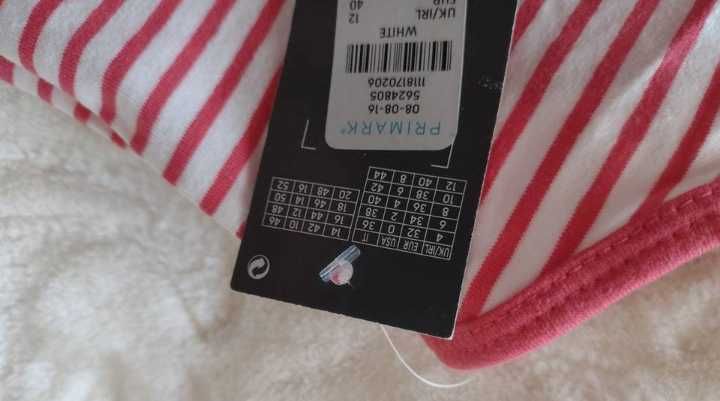 UK/IRL EUR USA IT
4 32 0 36
6 34 2 38
8 36 4 40
10 38 6 42
12 40 8 44
14 42 10 46
16 44 12 48
18 46 14 50
20 48 16 52
PRIMARK®
08-08-16
5624805
1118170206
WHITE
UK/IRL 12
EUR 40